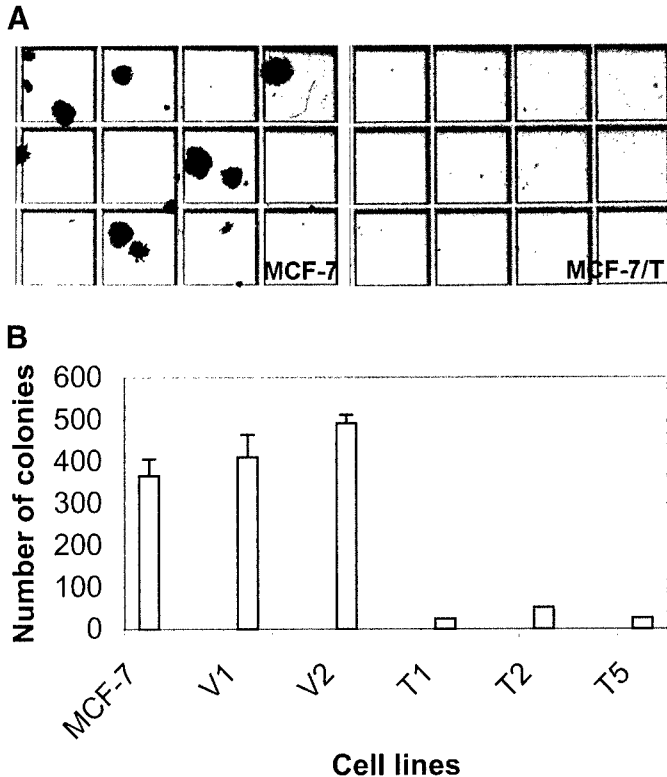 A
MCF-7
MCF-7/T
B
Number of colonies
600
500
400
300
200
100
0
MCF-7
V1
V2
T1
T2
T5
Cell lines